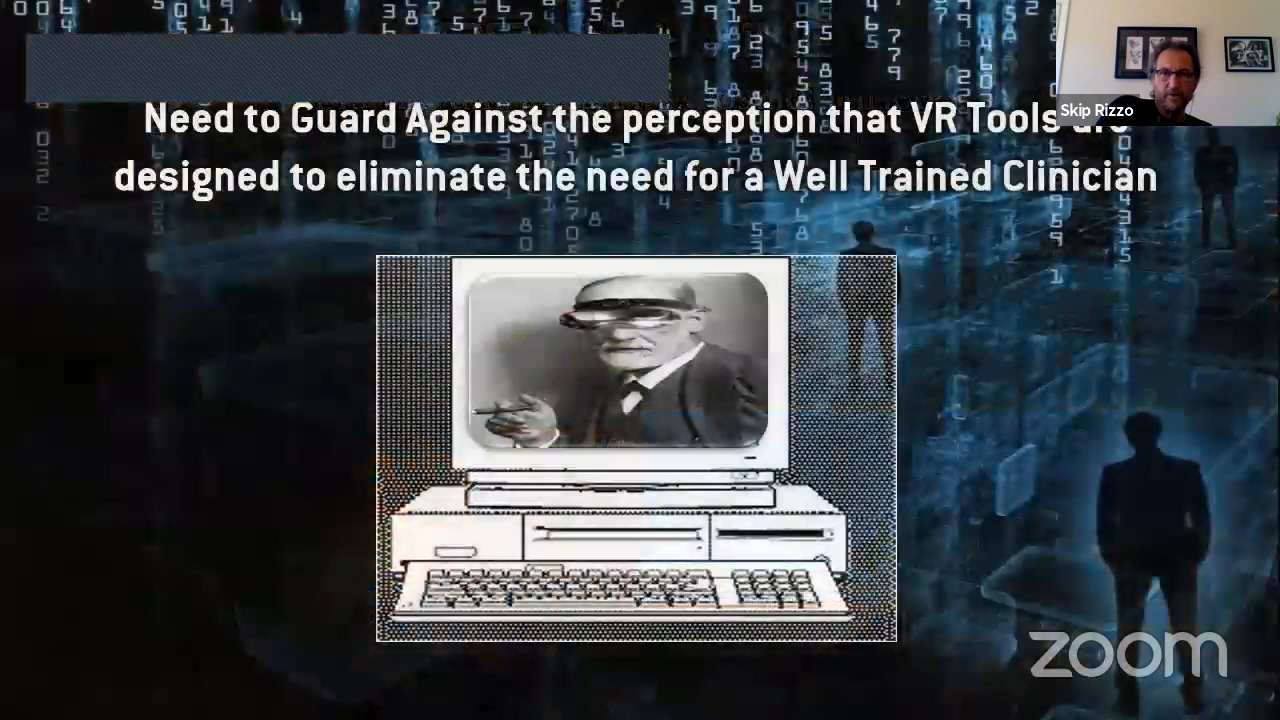 Skip Rizzo
Need to Guard Against the perception that VR Tools are
designed to eliminate the need for a Well Trained Clinician
zoom